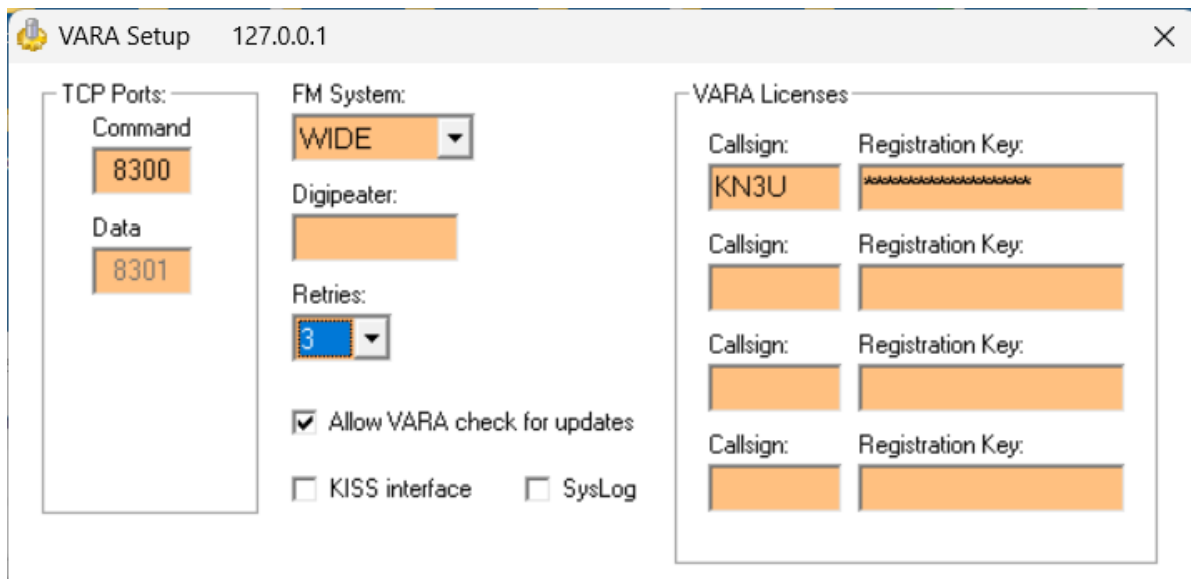 VARA Setup 127.0.0.1
TCP Ports:
Command
8300
Data
8301
FM System:
WIDE
Digipeater:
Retries:
3
Allow VARA check for updates
KISS interface
SysLog
VARA Licenses
Callsign: Registration Key:
KN3U *****************
Callsign: Registration Key:
Callsign: Registration Key:
Callsign: Registration Key: